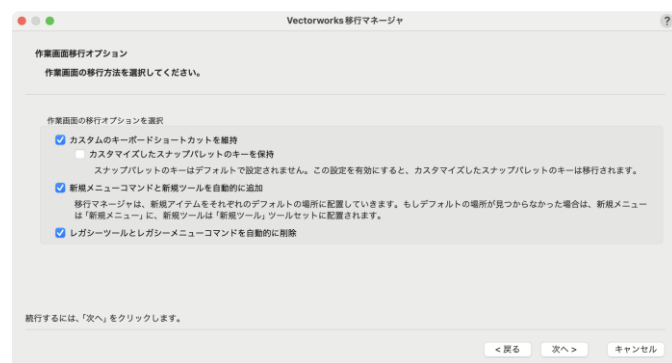 Vectorworks移行マネージャ
?
作業画面移行オプション
作業画面の移行方法を選択してください。
作業画面の移行オプションを選択
カスタムのキーボードショートカットを維持
カスタマイズしたスナップパレットのキーを保持
スナップパレットのキーはデフォルトで設定されません。この設定を有効にすると、カスタマイズしたスナップパレットのキーは移行されます。
新規メニューコマンドと新規ツールを自動的に追加
移行マネージャは、新規アイテムをそれぞれのデフォルトの場所に配置していきます。もしデフォルトの場所が見つからなかった場合は、新規メニュー
は「新規メニュー」に、新規ツールは「新規ツール」ツールセットに配置されます。
レガシーツールとレガシーメニューコマンドを自動的に削除
続行するには、「次へ」をクリックします。
< 戻る 次へ > キャンセル